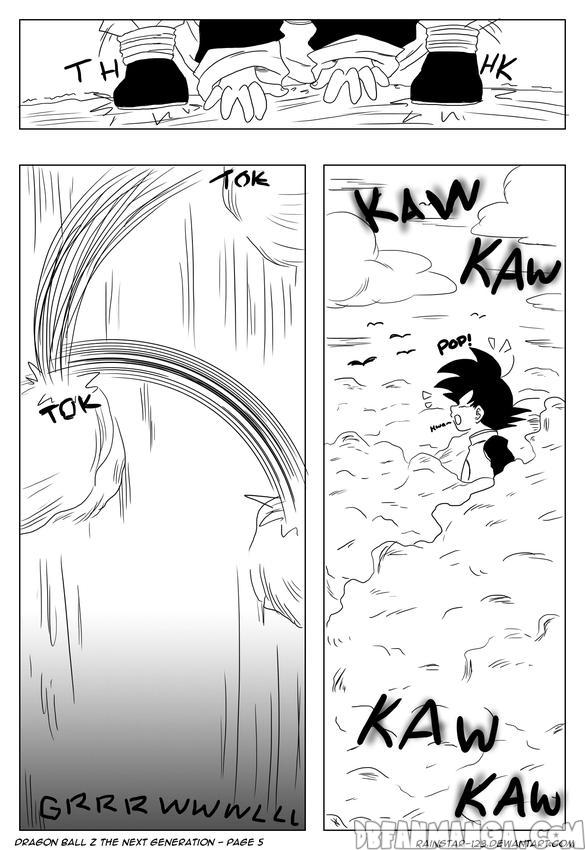 TH
HK
TOK
TOK
GRRRWWWLLL
KAW
KAW
POP!
KAW
KAW
DRAGON BALL Z THE NEXT GENERATION - PAGE 5
DBFANMANGA.COM
RAINSTAR-123.DEVIANTART.COM